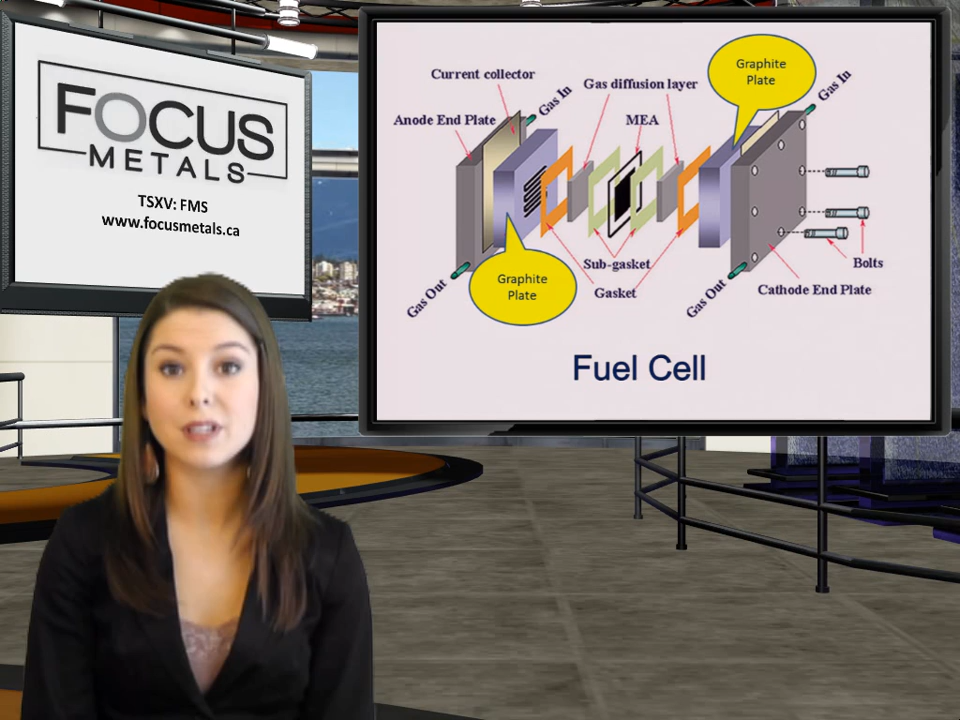 FOCUS
METALS
TSXV: FMS
www.focusmetals.ca
Current collector
Gas In
Gas diffusion layer
Graphite
Plate
Gas In
Anode End Plate
MEA
Graphite
Plate
Sub-gasket
Gasket
Gas Out
Gas Out
Cathode End Plate
Bolts
Fuel Cell